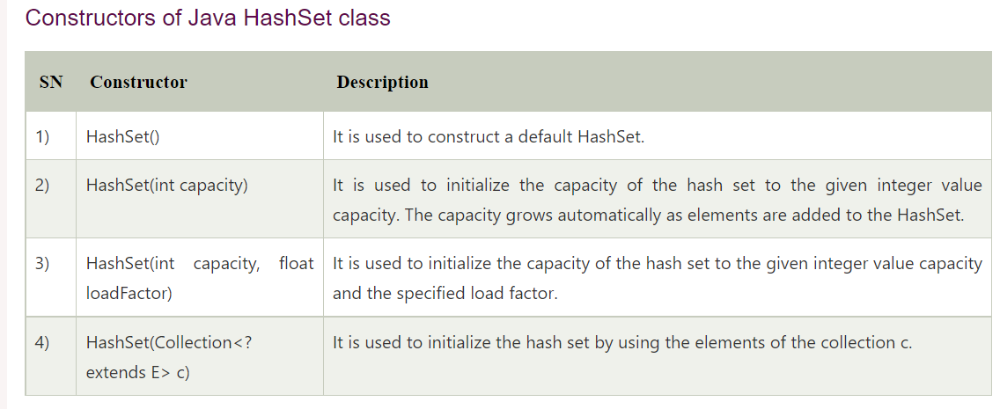 Constructors of Java HashSet class
SN Constructor Description
1) HashSet() It is used to construct a default HashSet.
2) HashSet(int capacity) It is used to initialize the capacity of the hash set to the given integer value
capacity. The capacity grows automatically as elements are added to the HashSet.
3) HashSet(int capacity, float
loadFactor)
It is used to initialize the capacity of the hash set to the given integer value capacity
and the specified load factor.
4) HashSet(Collection<?
extends E> c)
It is used to initialize the hash set by using the elements of the collection c.